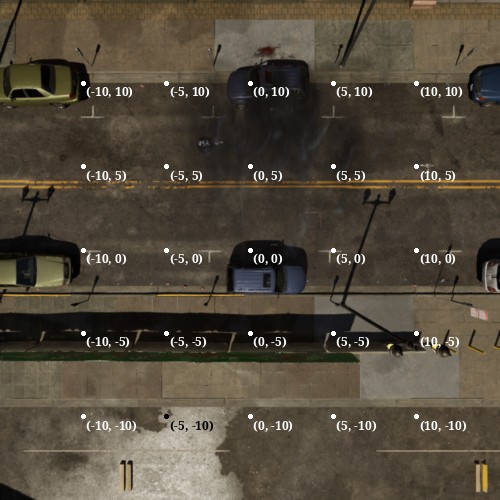 (-10, 10) (-5, 10) (0, 10) (5, 10) (10, 10)
(-10, 5) (-5, 5) (0, 5) (5, 5) (10, 5)
(-10, 0) (-5, 0) (0, 0) (5, 0) (10, 0)
(-10, -5) (-5, -5) (0, -5) (5, -5) (10, -5)
(-10, -10) (-5, -10) (0, -10) (5, -10) (10, -10)